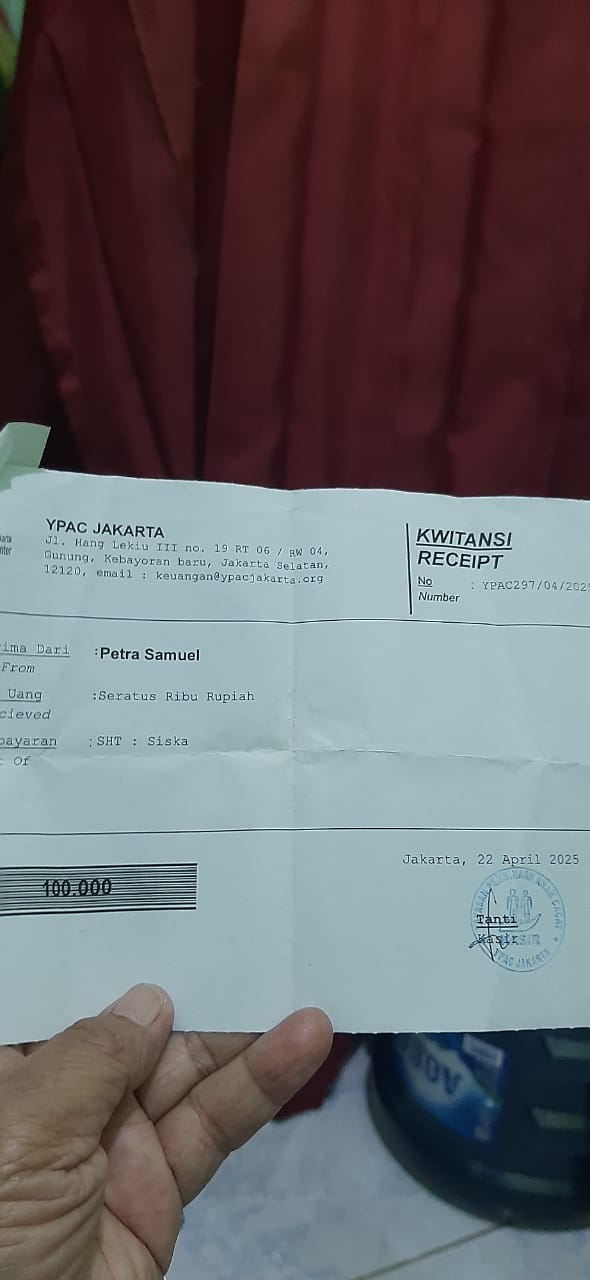 YPAC JAKARTA
Jl. Hang Lekiu III no. 19 RT 06 / RW 04,
Gunung, Kebayoran baru, Jakarta Selatan,
12120, email : keuangan@ypacjakarta.org
KWITANSI
RECEIPT
No : YPAC297/04/202
Number
ima Dari :Petra Samuel
From
Uang :Seratus Ribu Rupiah
cieved
bayaran :SHT : Siska
Of
Jakarta, 22 April 2025
100.000
Tanti
Kasir
YPAC JAKARTA